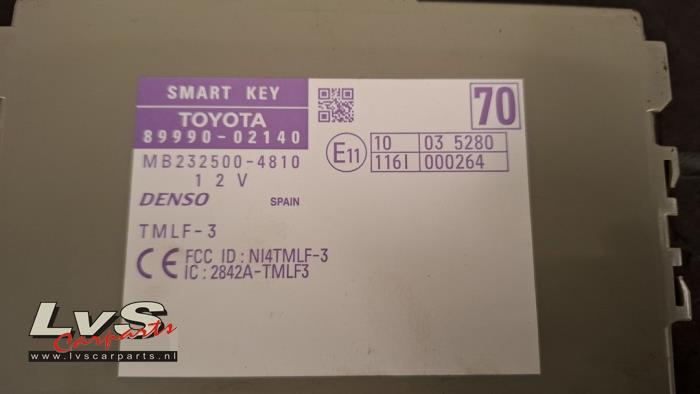 SMART KEY
TOYOTA
89990-02140
MB232500-4810
12V
DENSO SPAIN
TMLF-3
CE FCC ID : NI4TMLF-3
IC : 2842A-TMLF3
70
E11
10 03 5280
116I 000264
LvS
Carparts
www.lvscarparts.nl